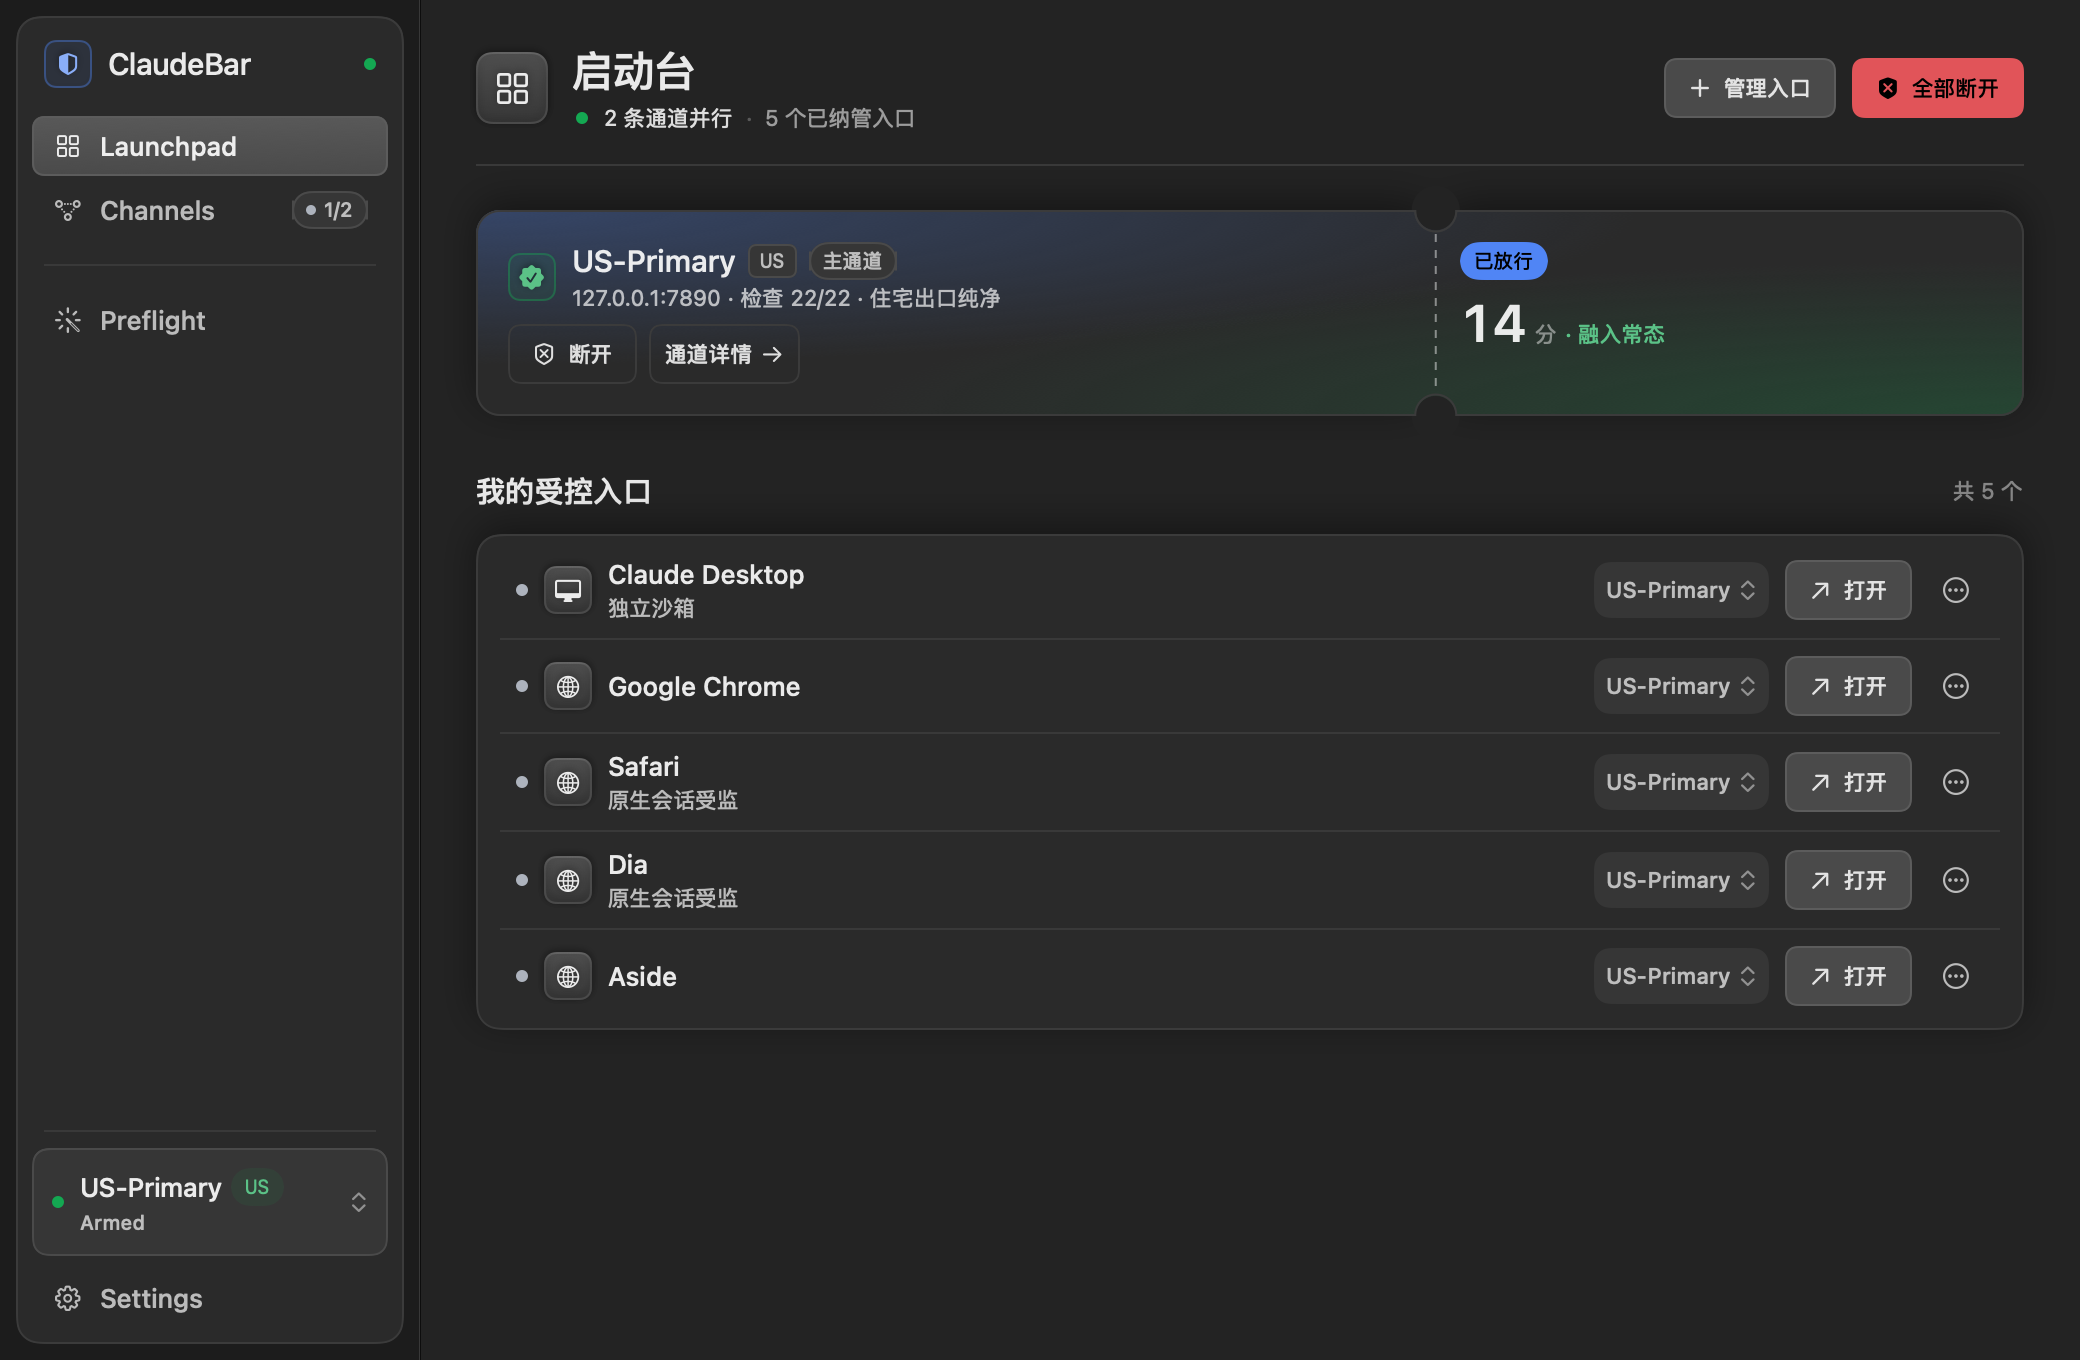 ClaudeBar
Launchpad
Channels
1/2
Preflight
US-Primary US
Armed
Settings
启动台
2 条通道并行 · 5 个已纳管入口
管理入口
全部断开
US-Primary US 主通道
127.0.0.1:7890 · 检查 22/22 · 住宅出口纯净
断开
通道详情
已放行
14 分 · 融入常态
我的受控入口
共 5 个
Claude Desktop
独立沙箱
US-Primary
打开
Google Chrome
US-Primary
打开
Safari
原生会话受监
US-Primary
打开
Dia
原生会话受监
US-Primary
打开
Aside
US-Primary
打开